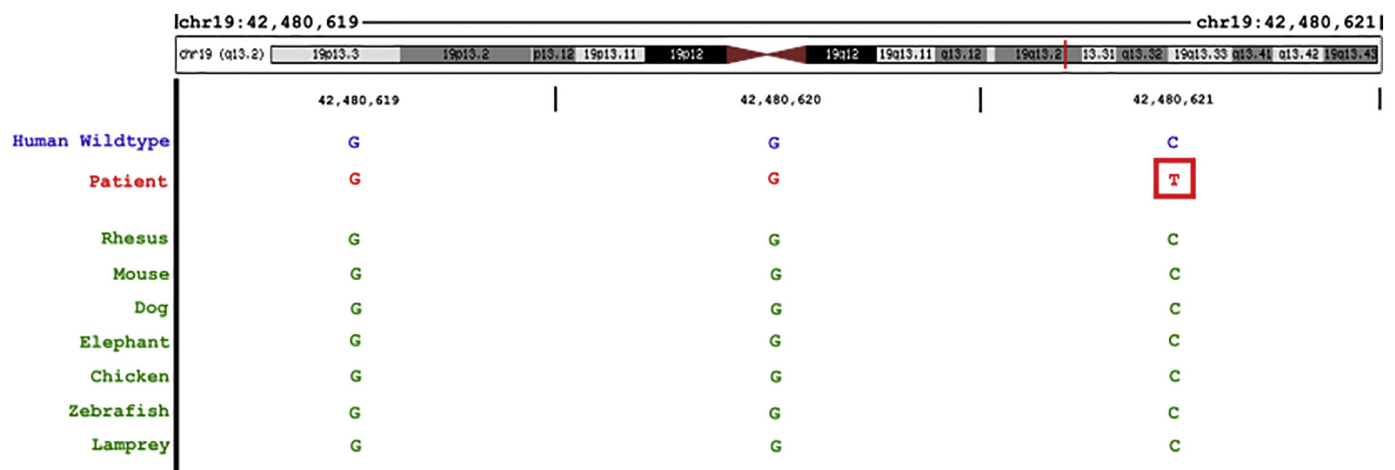 chr19:42,480,619 chr19:42,480,621
chr19 (q13.2) 19p13.3 19p13.2 p13.12 19p13.11 19p12 19q12 19q13.11 q13.12 19q13.2 13.31 q13.32 19q13.33 q13.41 q13.42 19q13.43
42,480,619 42,480,620 42,480,621
Human Wildtype G G C
Patient G G T
Rhesus G G C
Mouse G G C
Dog G G C
Elephant G G C
Chicken G G C
Zebrafish G G C
Lamprey G G C